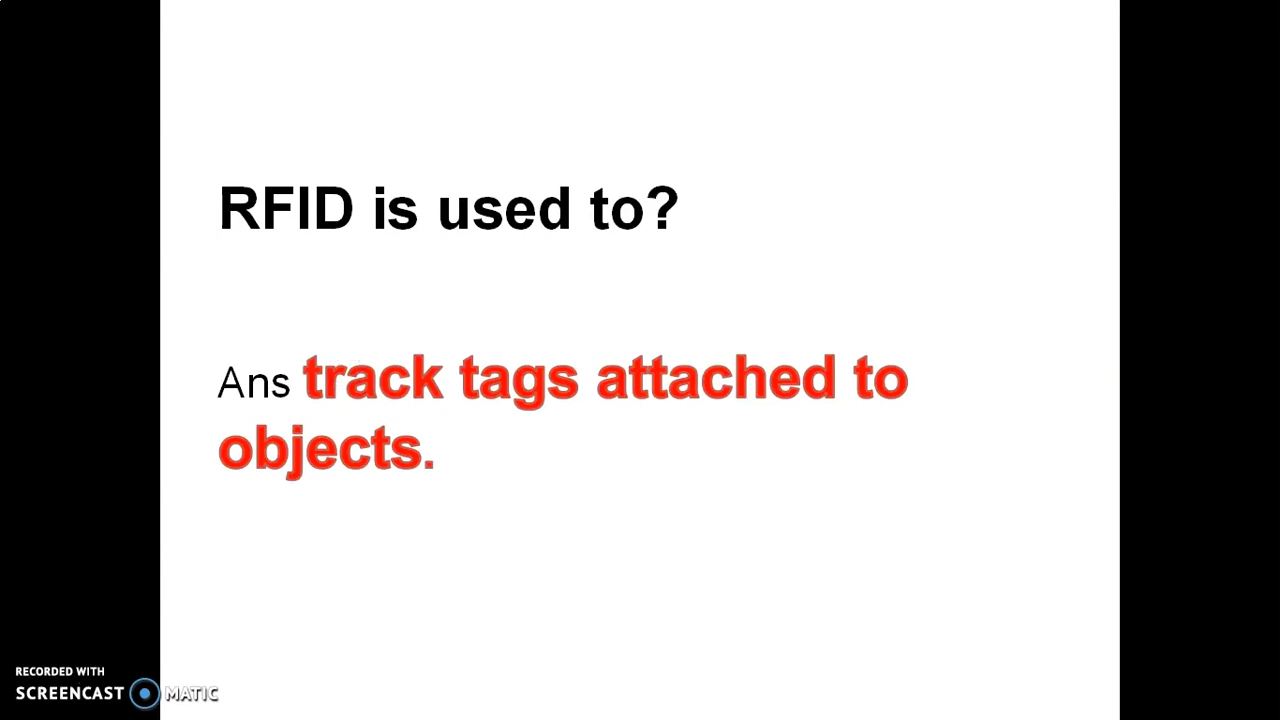 RFID is used to?
Ans track tags attached to
objects.
RECORDED WITH
SCREENCAST MATIC